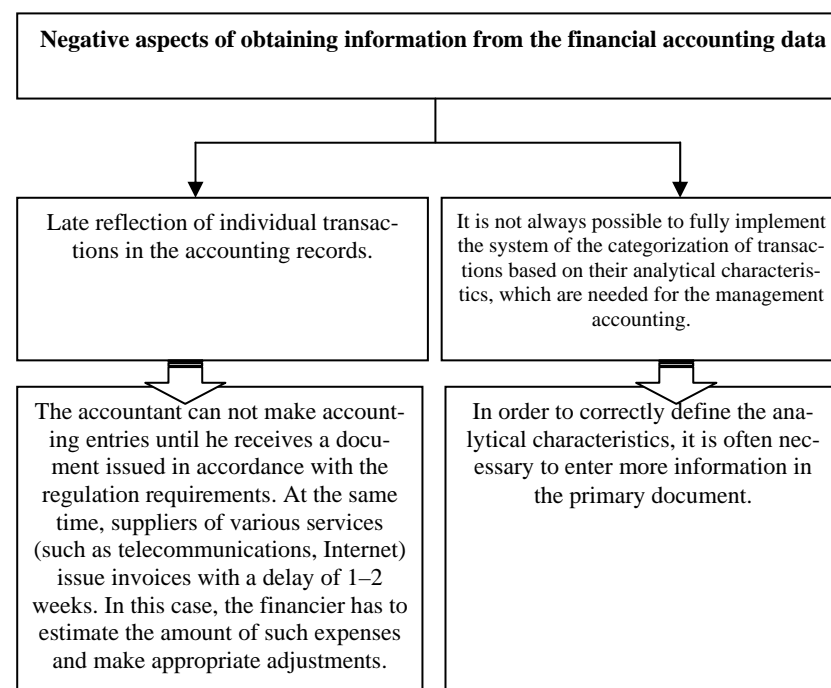 Negative aspects of obtaining information from the financial accounting data
Late reflection of individual transac-
tions in the accounting records.
It is not always possible to fully implement
the system of the categorization of transac-
tions based on their analytical characteris-
tics, which are needed for the management
accounting.
The accountant can not make account-
ing entries until he receives a docu-
ment issued in accordance with the
regulation requirements. At the same
time, suppliers of various services
(such as telecommunications, Internet)
issue invoices with a delay of 1–2
weeks. In this case, the financier has to
estimate the amount of such expenses
and make appropriate adjustments.
In order to correctly define the ana-
lytical characteristics, it is often nec-
essary to enter more information in
the primary document.